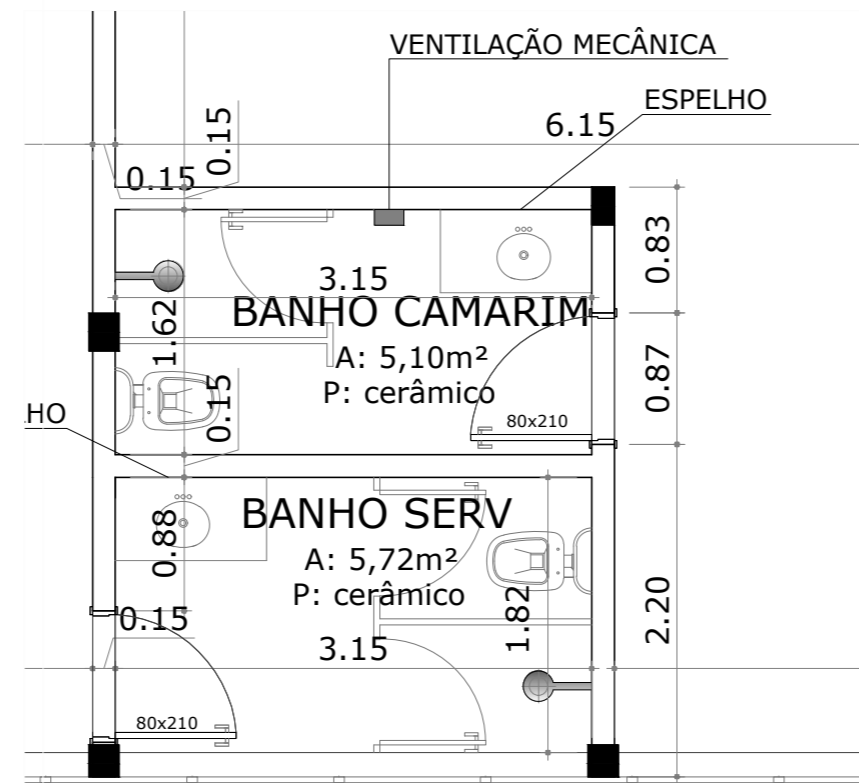 VENTILAÇÃO MECÂNICA
ESPELHO
6.15
0.15
0.15
0.83
3.15
BANHO CAMARIM
1.62
A: 5,10m²
P: cerâmico
0.87
0.15
80x210
LHO
BANHO SERV
0.88
A: 5,72m²
P: cerâmico
1.82
2.20
0.15
3.15
80x210